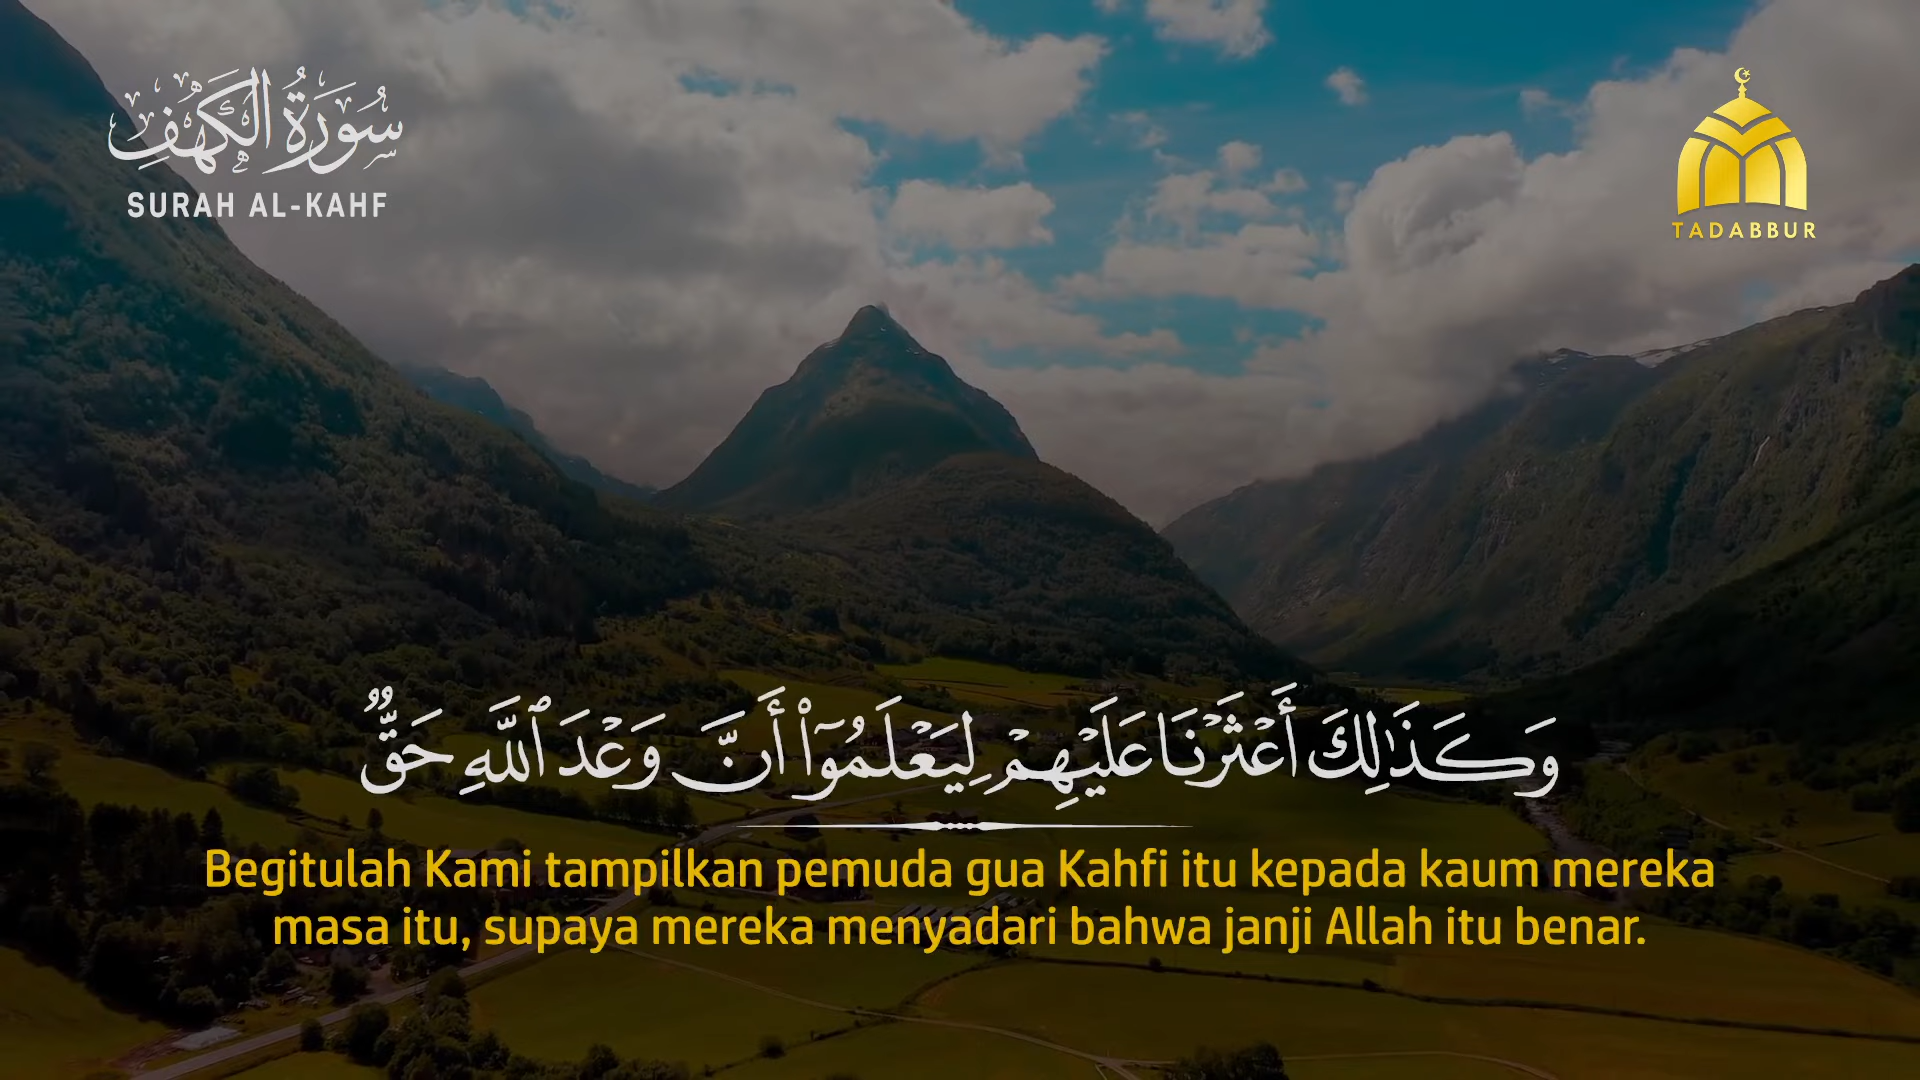 سُورَةُ الكَهْفِ
SURAH AL-KAHF
TADABBUR
وَكَذَٰلِكَ أَعْثَرْنَا عَلَيْهِمْ لِيَعْلَمُوٓا۟ أَنَّ وَعْدَ ٱللَّهِ حَقٌّ
Begitulah Kami tampilkan pemuda gua Kahfi itu kepada kaum mereka
masa itu, supaya mereka menyadari bahwa janji Allah itu benar.